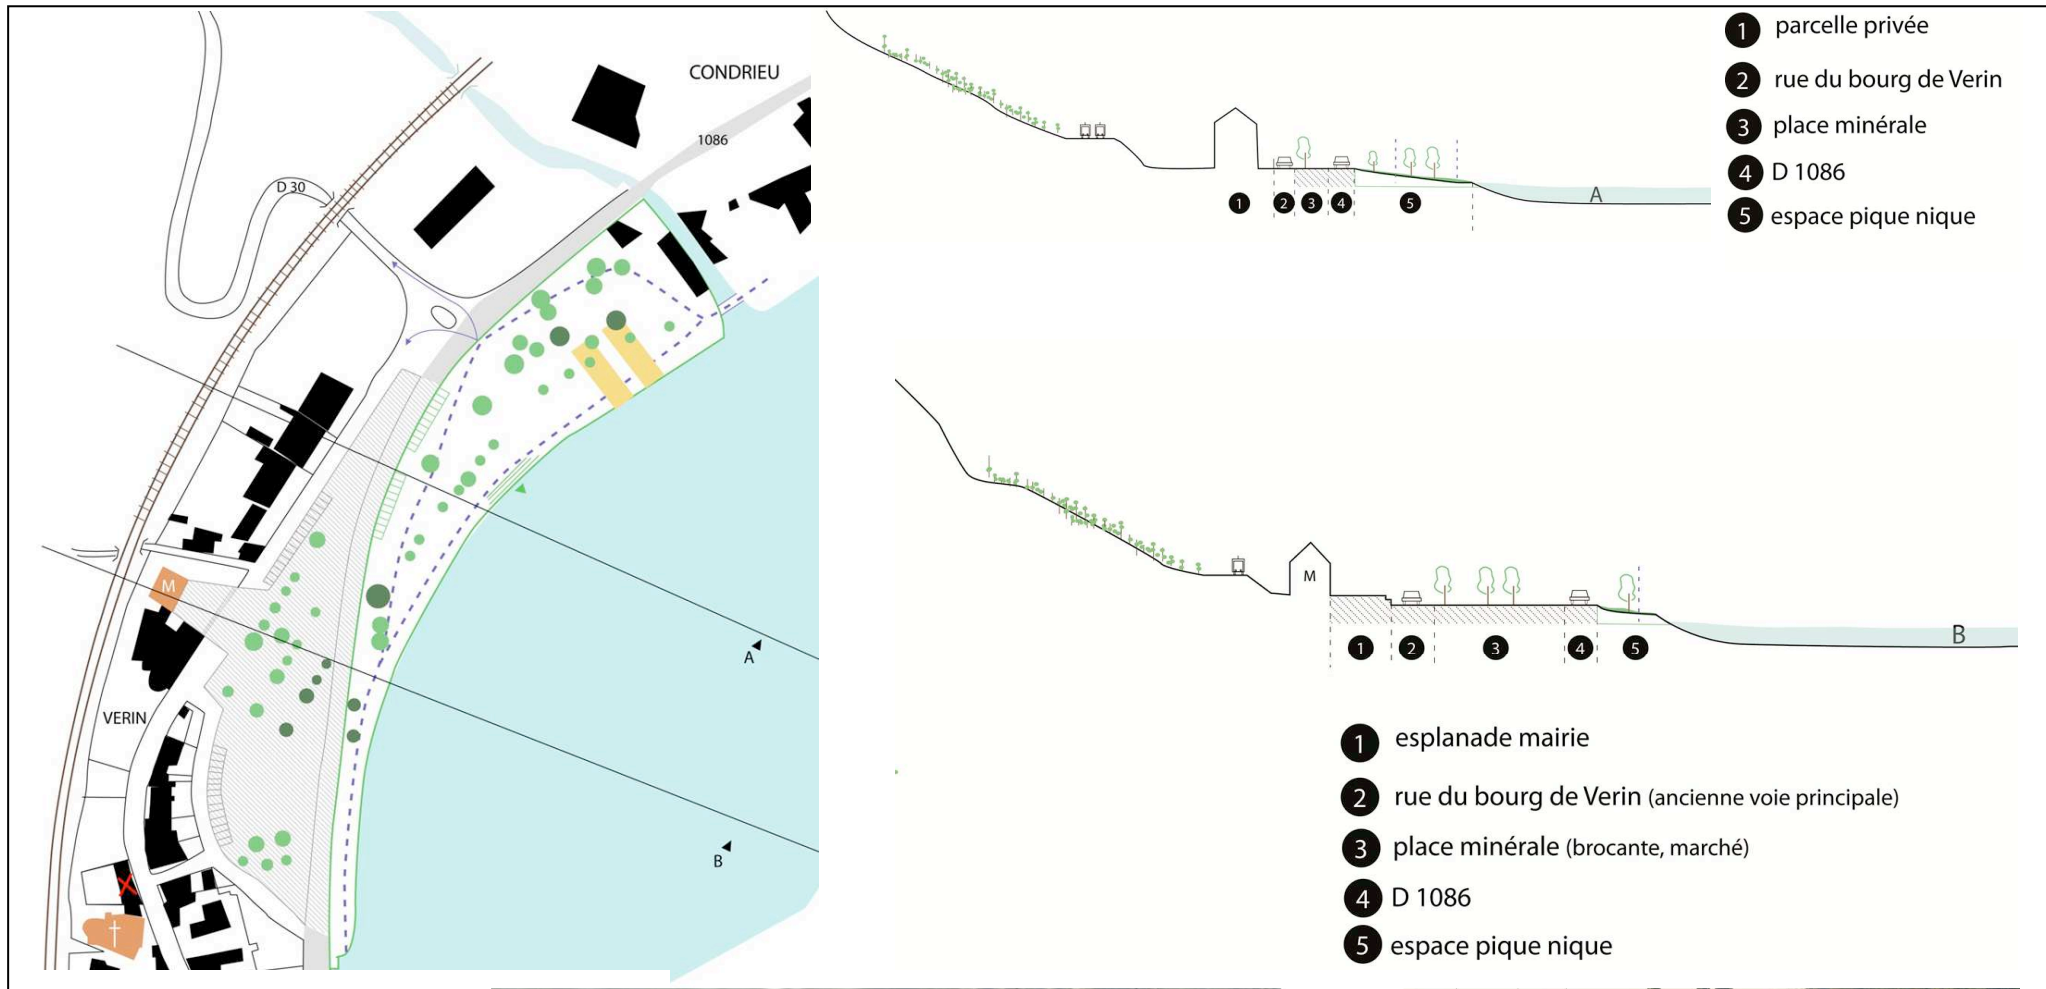 CONDRIEU
1086
D 30
M
VERIN
A
B
1 parcelle privée
2 rue du bourg de Verin
3 place minérale
4 D 1086
5 espace pique nique
A
1 2 3 4 5
M
B
1 2 3 4 5
1 esplanade mairie
2 rue du bourg de Verin (ancienne voie principale)
3 place minérale (brocante, marché)
4 D 1086
5 espace pique nique